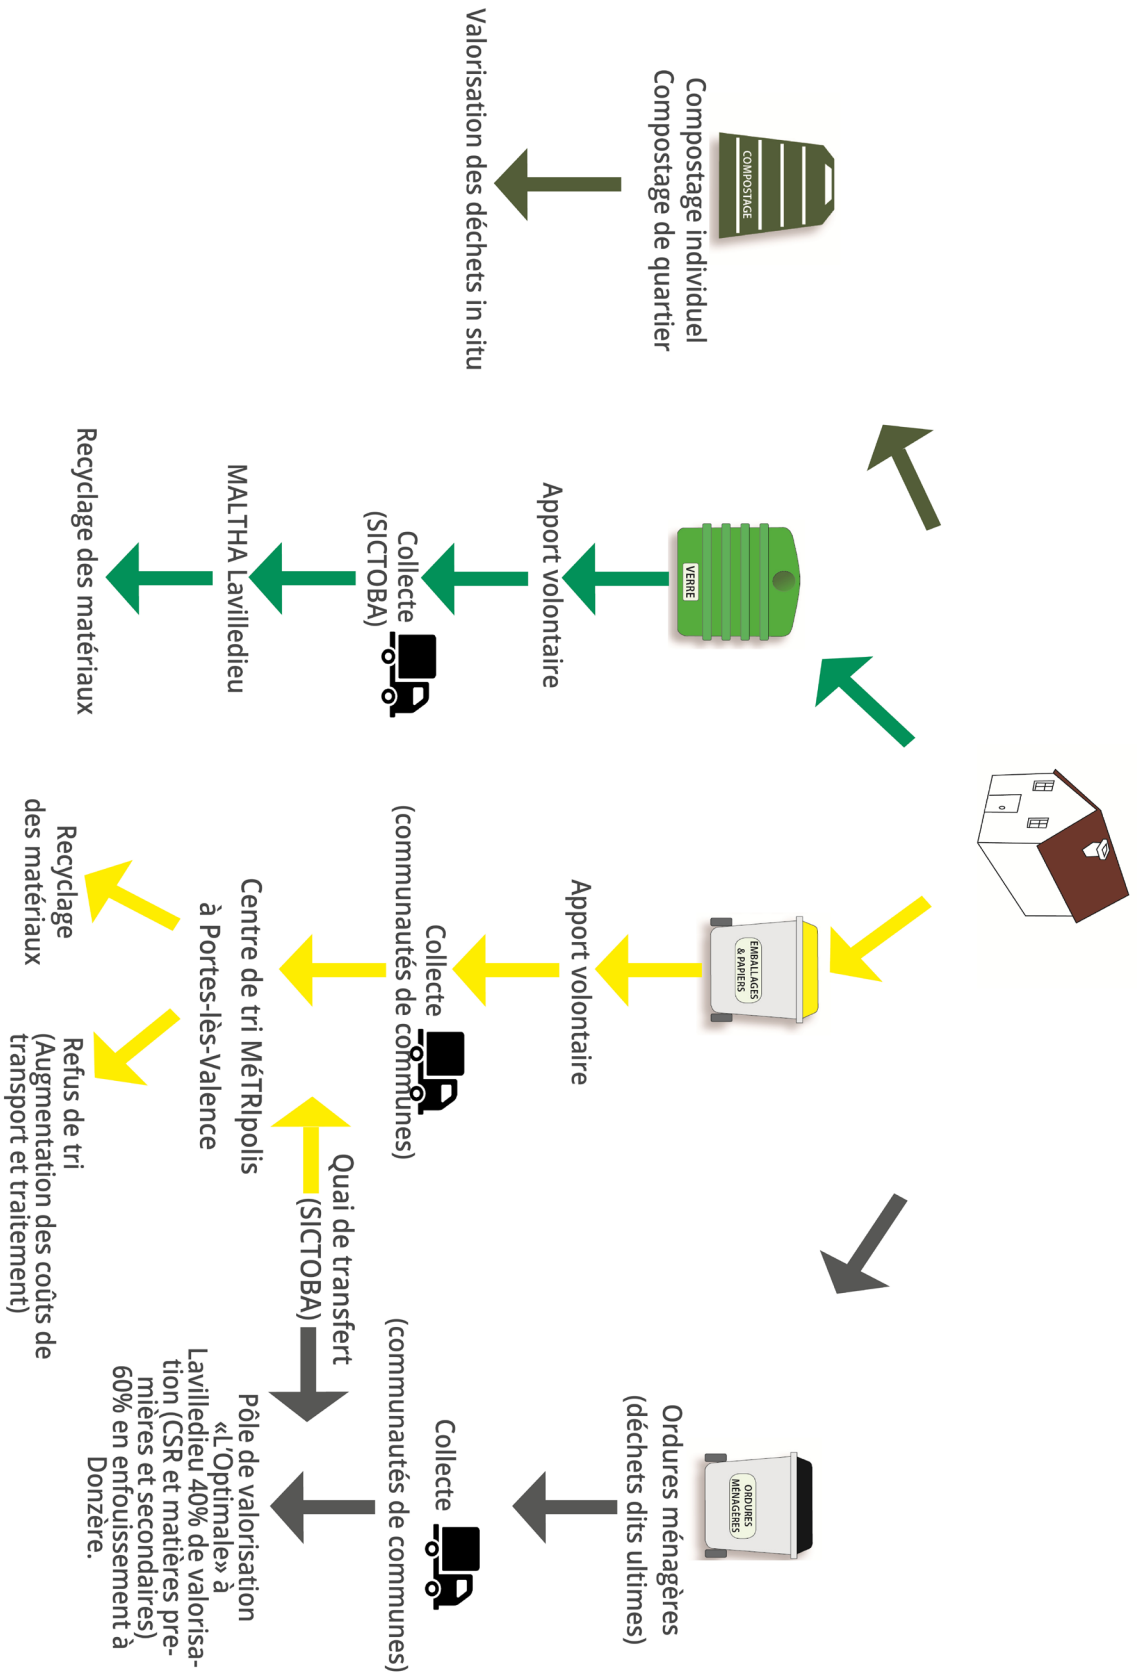 COMPOSTAGE
Compostage individuel
Compostage de quartier
Valorisation des déchets in situ
VERRE
Apport volontaire
Collecte
(SICTOBA)
MALTHA Lavilledieu
Recyclage des matériaux
EMBALLAGES
& PAPIERS
Apport volontaire
Collecte
(communautés de communes)
Centre de tri MéTRIpolis
à Portes-lès-Valence
Recyclage
des matériaux
Refus de tri
(Augmentation des coûts de
transport et traitement)
Quai de transfert
(SICTOBA)
ORDURES
MÉNAGÈRES
Ordures ménagères
(déchets dits ultimes)
Collecte
(communautés de communes)
Pôle de valorisation
«L'Optimale» à
Lavilledieu 40% de valorisa-
tion (CSR et matières pre-
mières et secondaires)
60% en enfouissement à
Donzère.